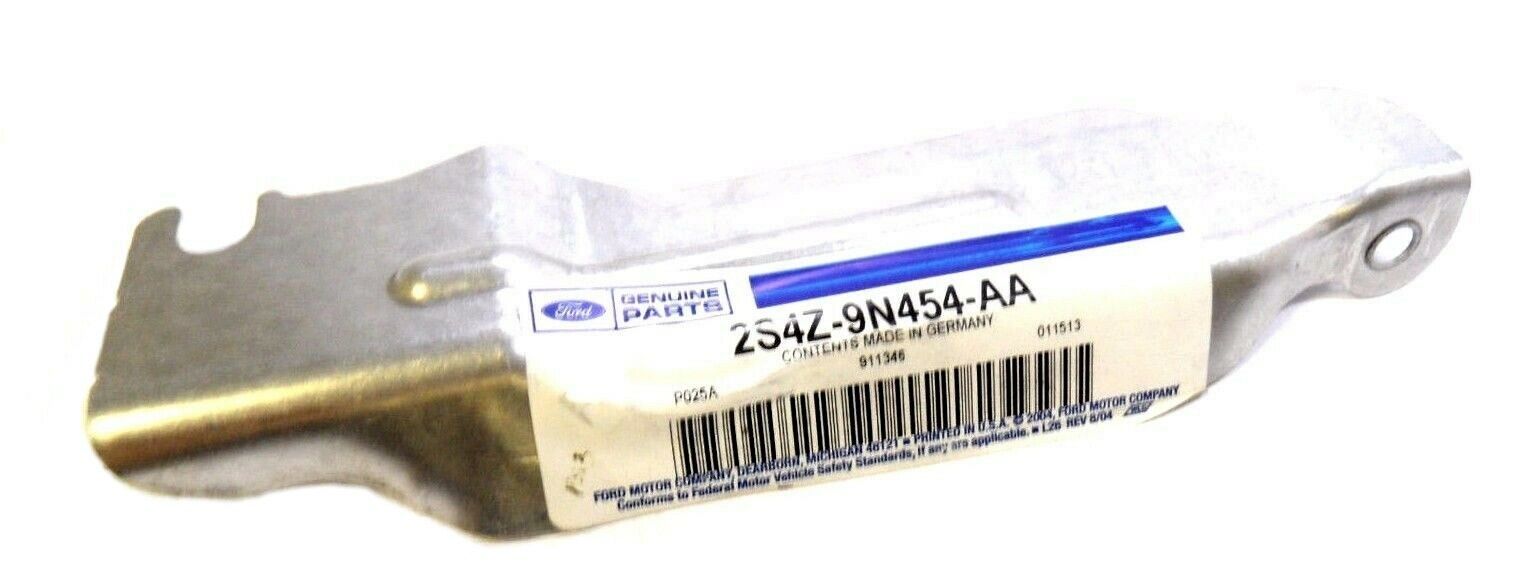 Ford
GENUINE
PARTS
2S4Z-9N454-AA
CONTENTS MADE IN GERMANY
911346
011513
P025A
FORD MOTOR COMPANY, DEARBORN, MICHIGAN 48121 ■ PRINTED IN U.S.A. © 2004, FORD MOTOR COMPANY
Conforms to Federal Motor Vehicle Safety Standards, if any are applicable. ■ L26 REV 8/04